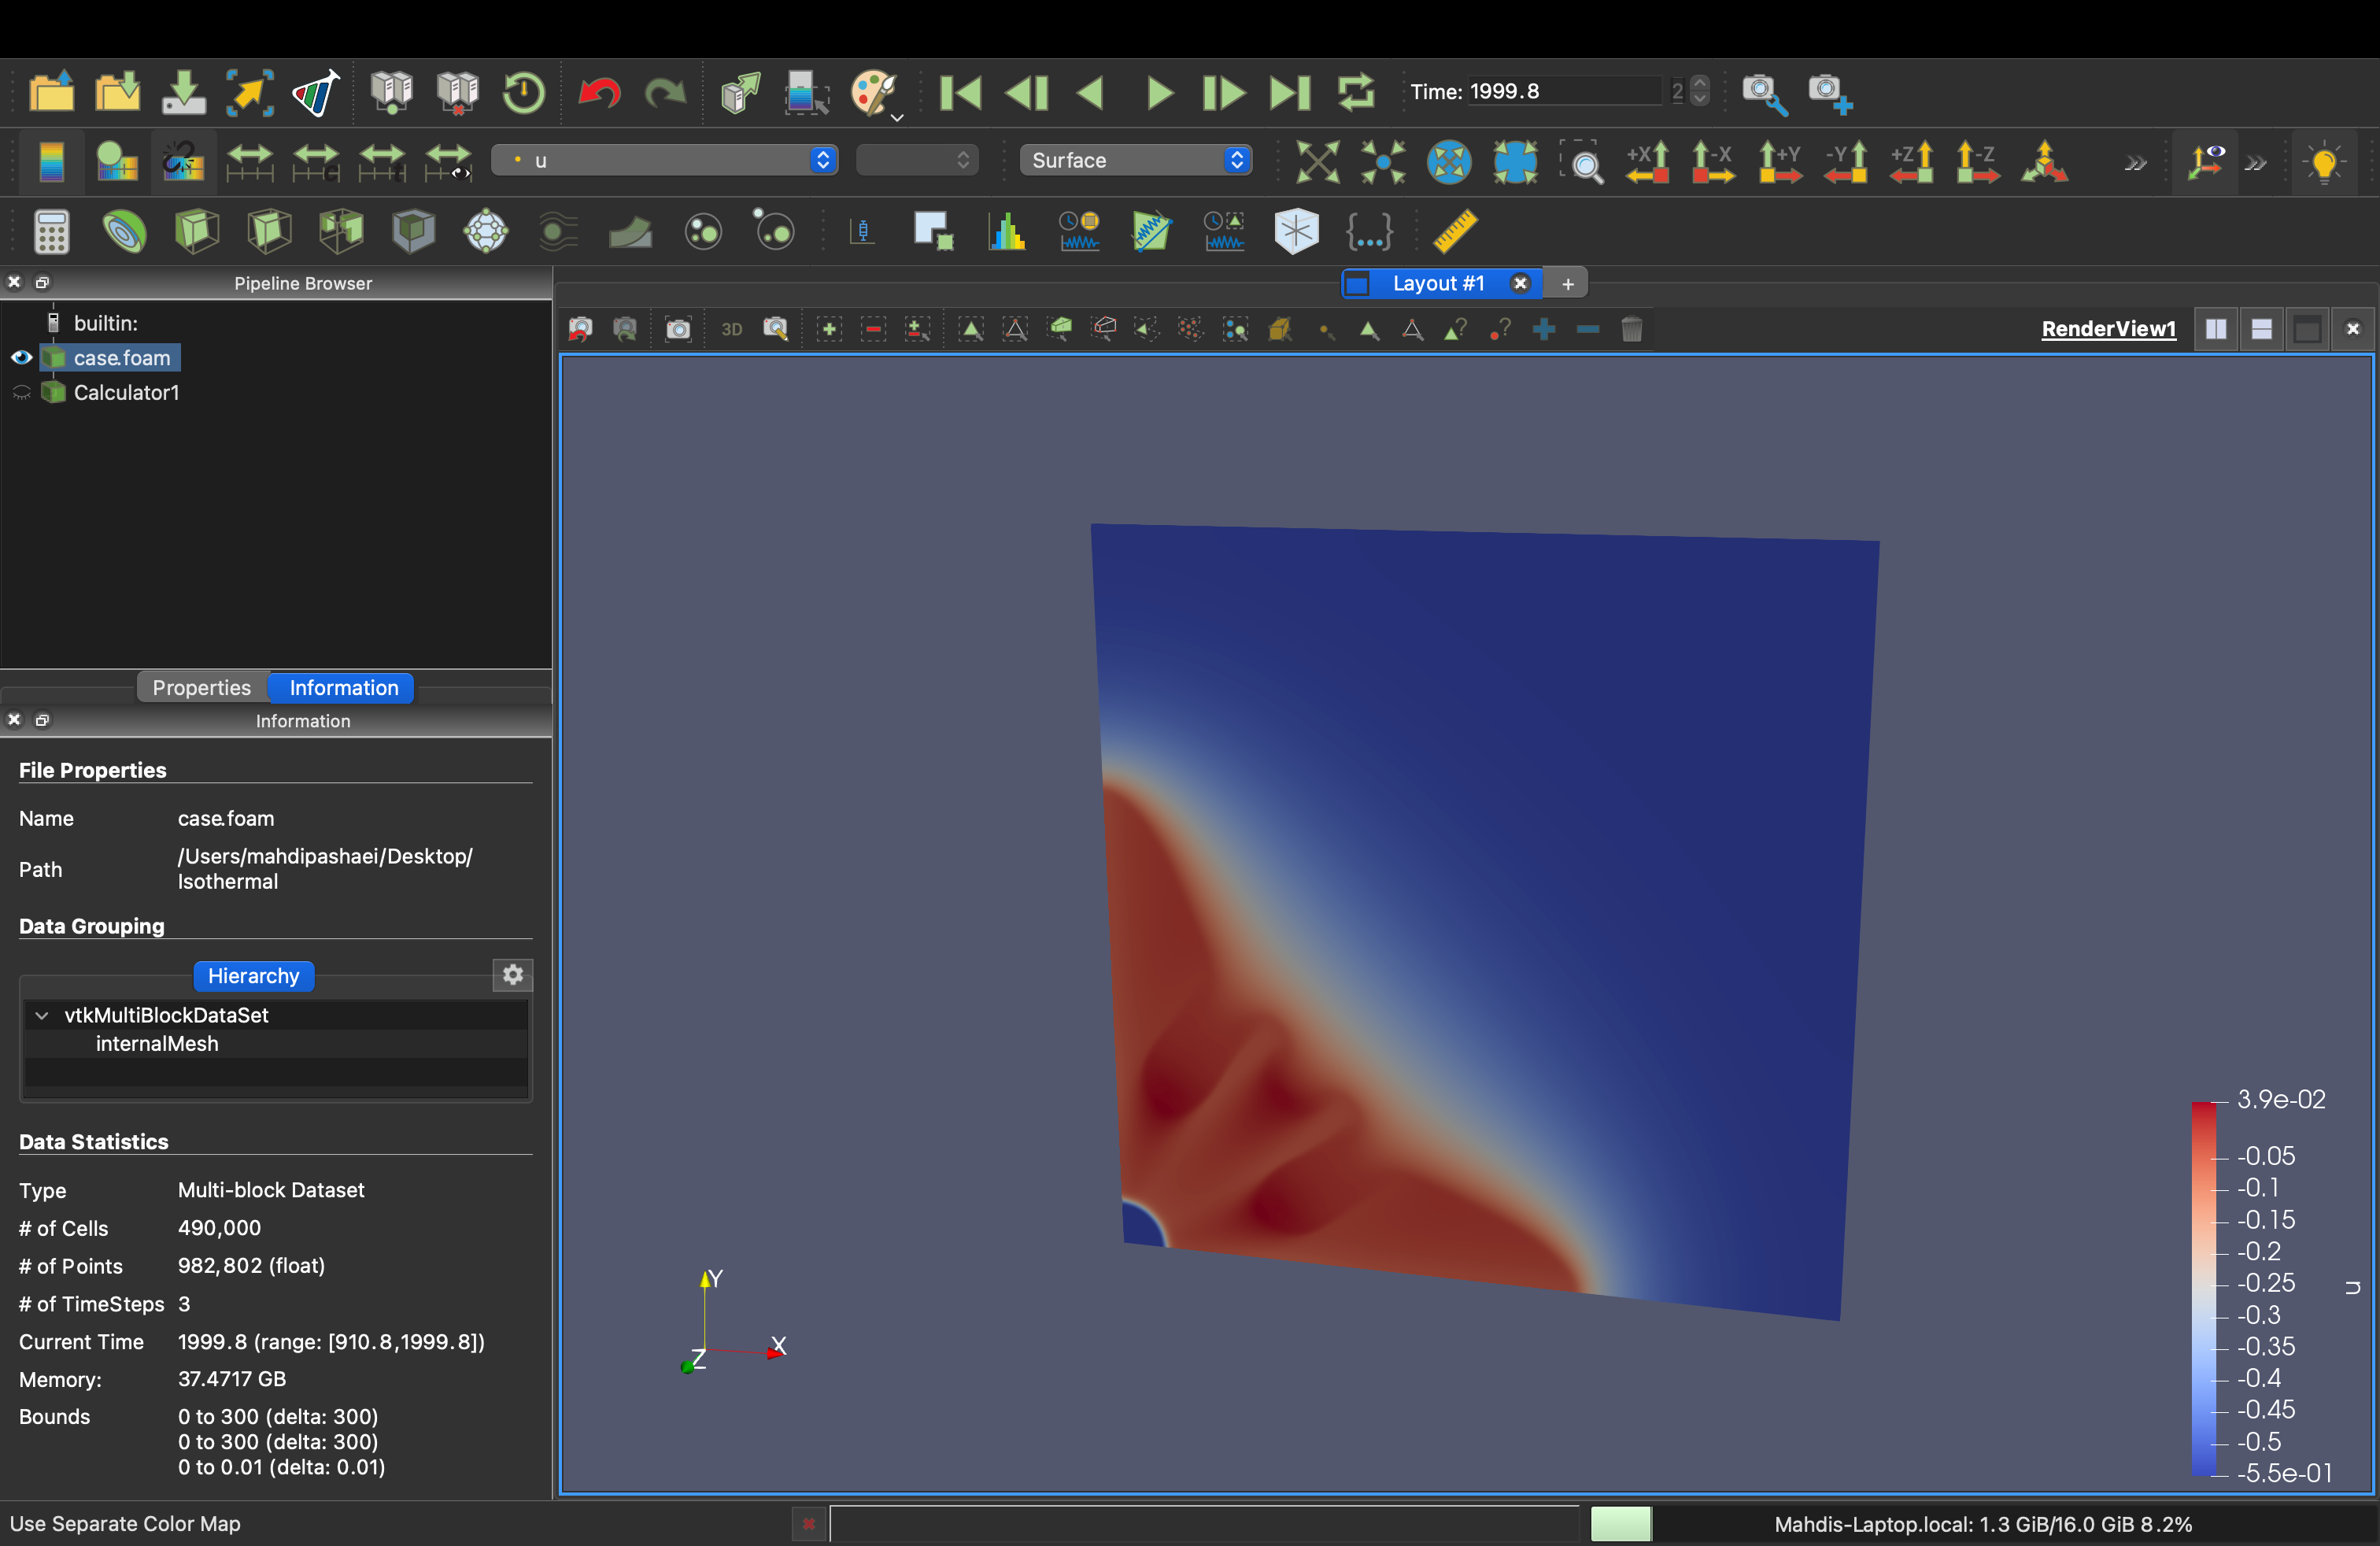 Time: 1999.8 2
u Surface +X -X +Y -Y +Z -Z
Pipeline Browser
Layout #1 +
builtin:
case.foam
Calculator1
3D
RenderView1
Properties Information
Information
File Properties
Name case.foam
Path /Users/mahdipashaei/Desktop/
Isothermal
Data Grouping
Hierarchy
vtkMultiBlockDataSet
internalMesh
Data Statistics
Type Multi-block Dataset
# of Cells 490,000
# of Points 982,802 (float)
# of TimeSteps 3
Current Time 1999.8 (range: [910.8,1999.8])
Memory: 37.4717 GB
Bounds 0 to 300 (delta: 300)
0 to 300 (delta: 300)
0 to 0.01 (delta: 0.01)
Y
X
Z
3.9e-02
-0.05
-0.1
-0.15
-0.2
-0.25
-0.3
-0.35
-0.4
-0.45
-0.5
-5.5e-01
u
Use Separate Color Map
Mahdis-Laptop.local: 1.3 GiB/16.0 GiB 8.2%